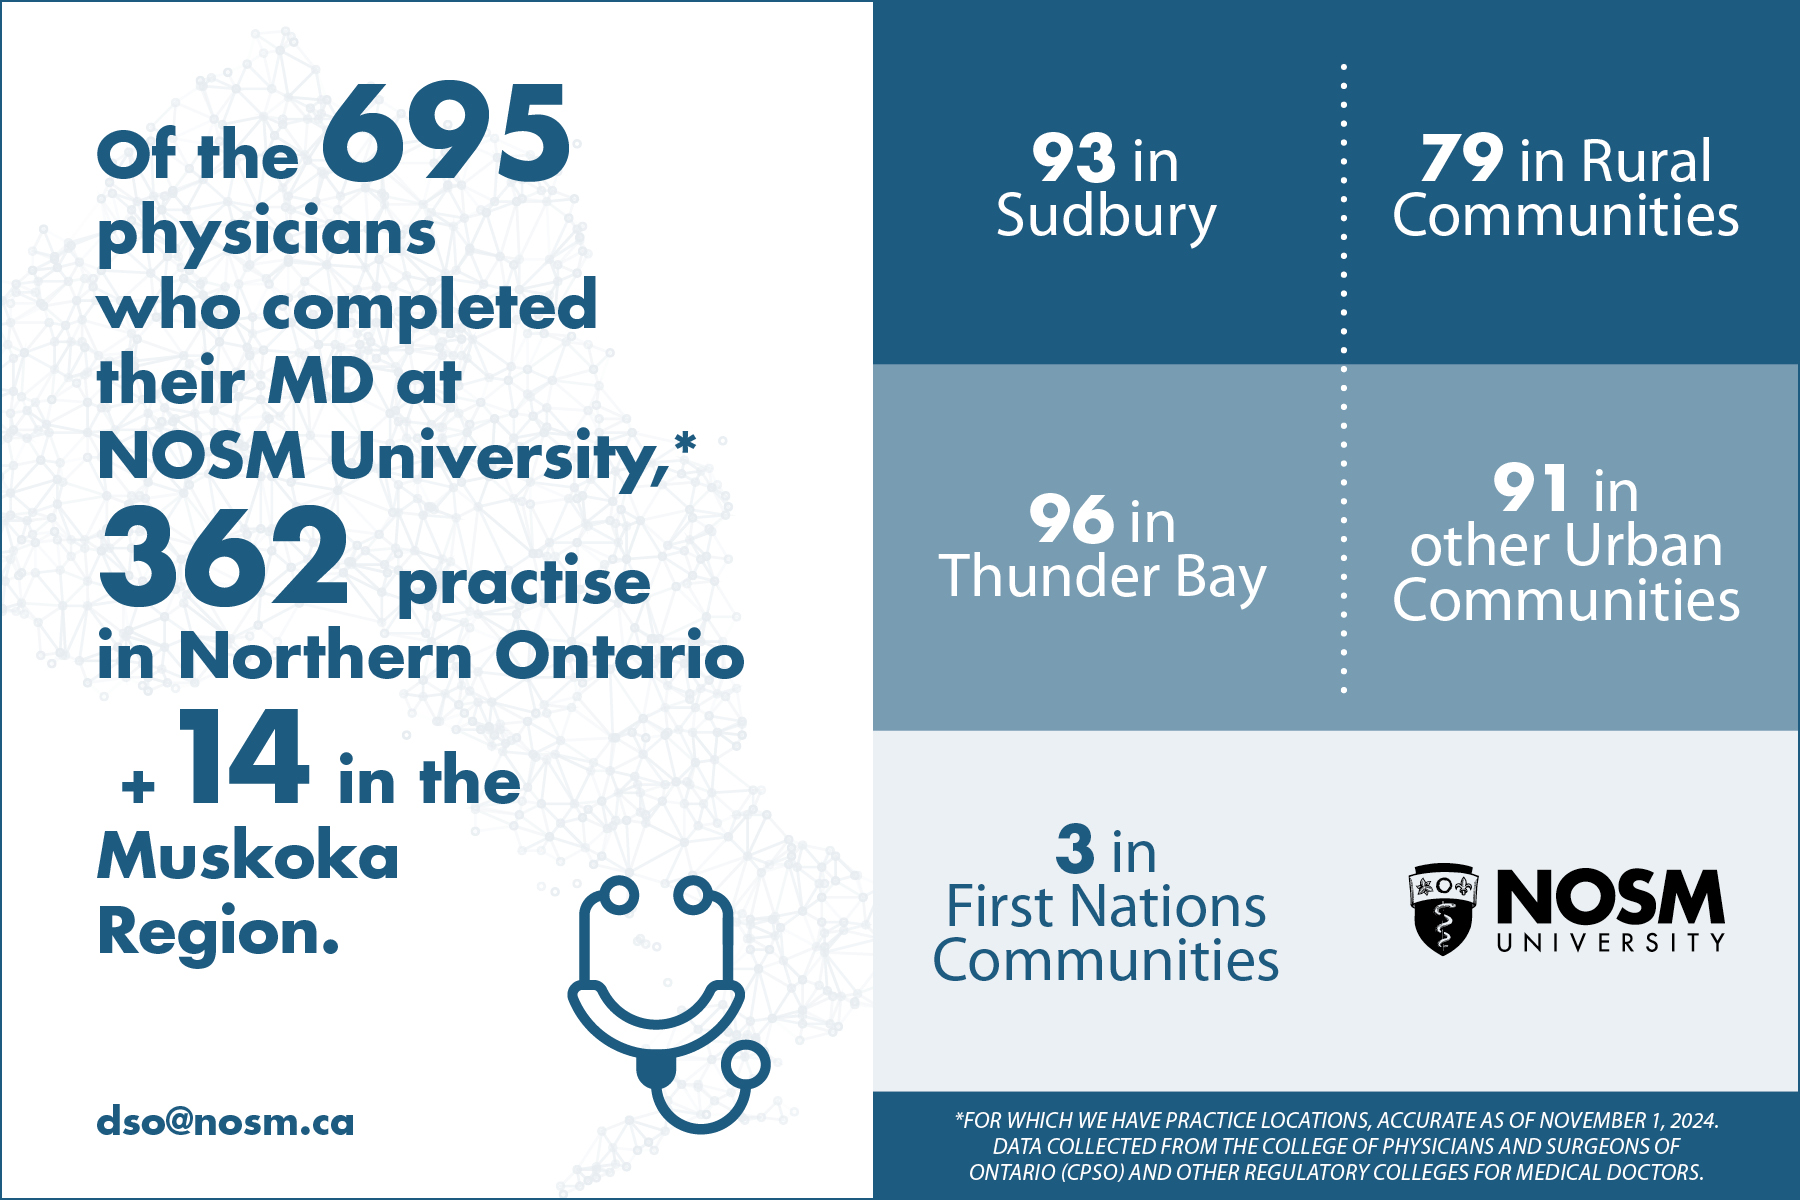 Of the 695
physicians
who completed
their MD at
NOSM University,*
362 practise
in Northern Ontario
+ 14 in the
Muskoka
Region.
dso@nosm.ca
93 in
Sudbury
79 in Rural
Communities
96 in
Thunder Bay
91 in
other Urban
Communities
3 in
First Nations
Communities
NOSM
UNIVERSITY
*FOR WHICH WE HAVE PRACTICE LOCATIONS, ACCURATE AS OF NOVEMBER 1, 2024.
DATA COLLECTED FROM THE COLLEGE OF PHYSICIANS AND SURGEONS OF
ONTARIO (CPSO) AND OTHER REGULATORY COLLEGES FOR MEDICAL DOCTORS.